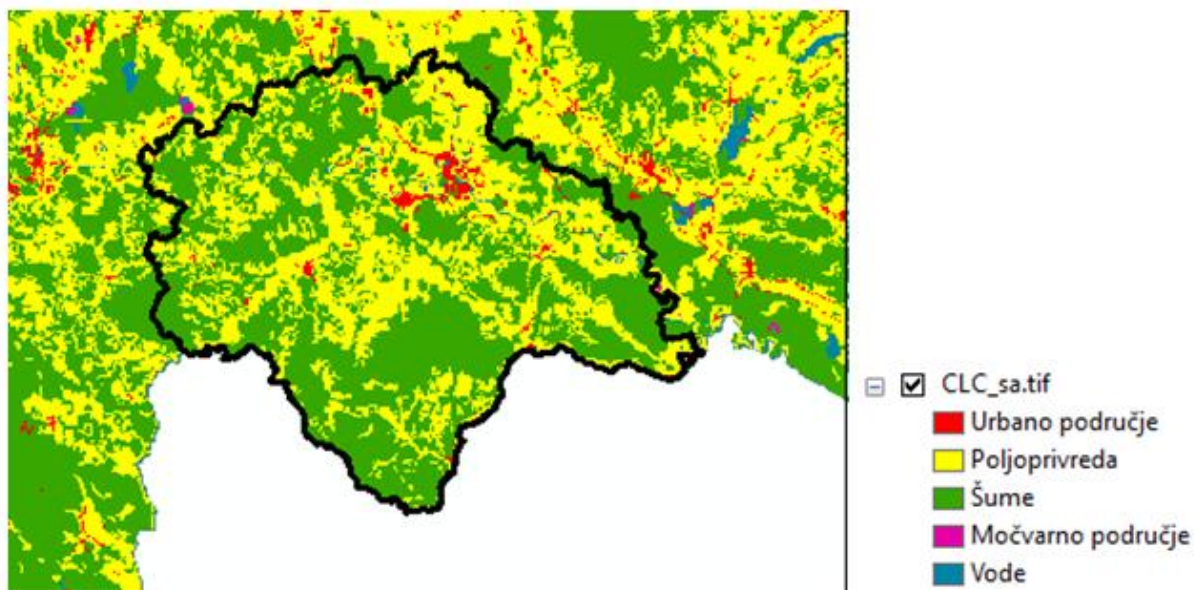 CLC_sa.tif
Urbano područje
Poljoprivreda
Šume
Močvarno područje
Vode